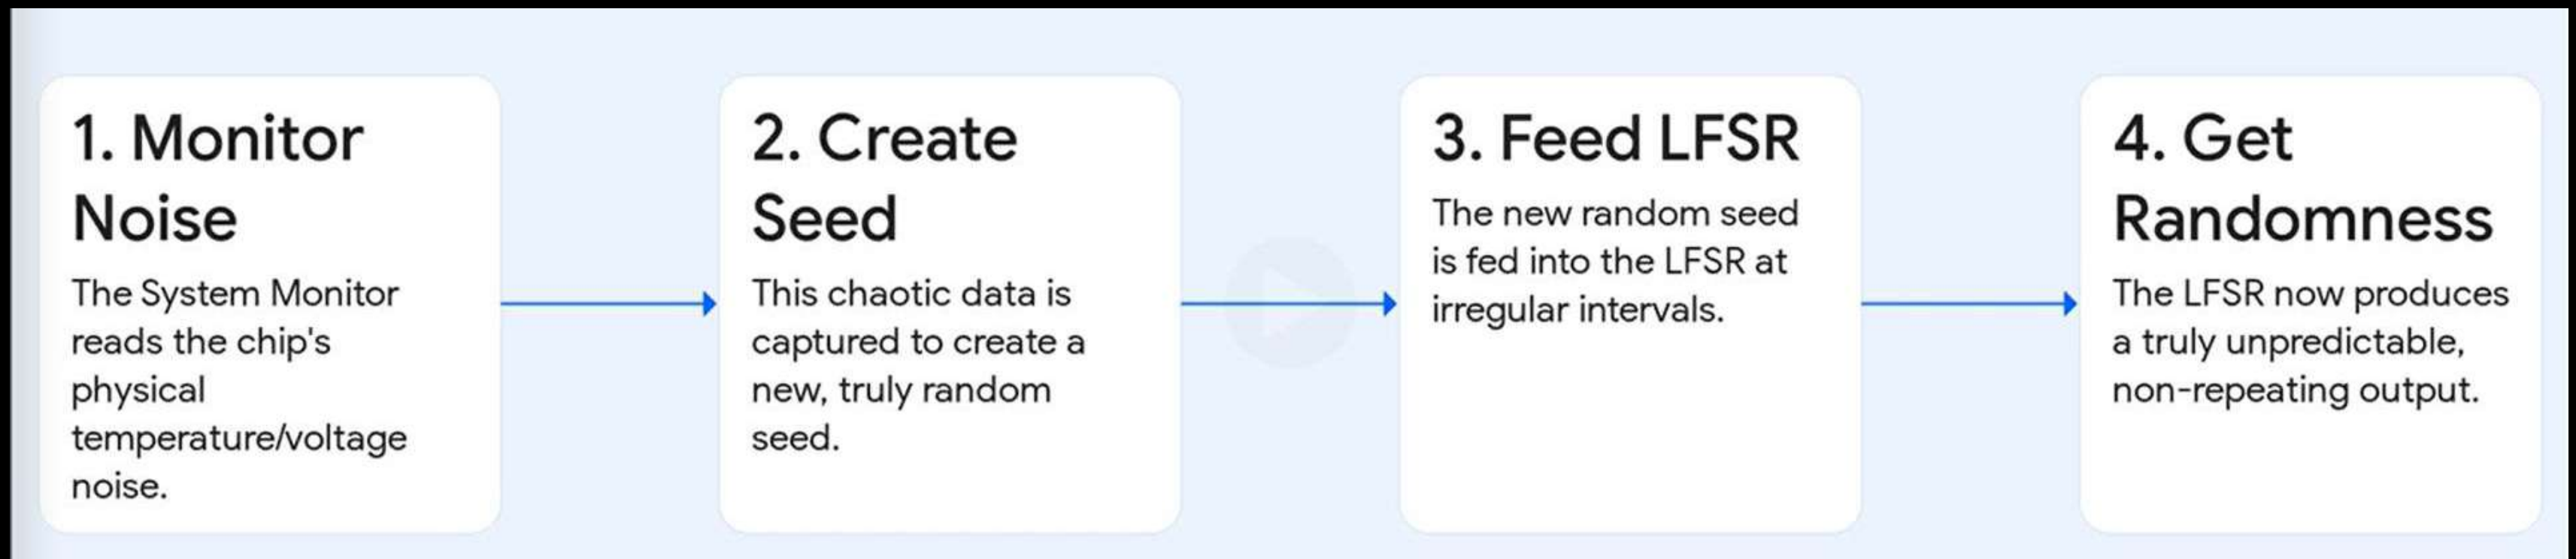 1. Monitor
Noise
The System Monitor
reads the chip's
physical
temperature/voltage
noise.
2. Create
Seed
This chaotic data is
captured to create a
new, truly random
seed.
3. Feed LFSR
The new random seed
is fed into the LFSR at
irregular intervals.
4. Get
Randomness
The LFSR now produces
a truly unpredictable,
non-repeating output.